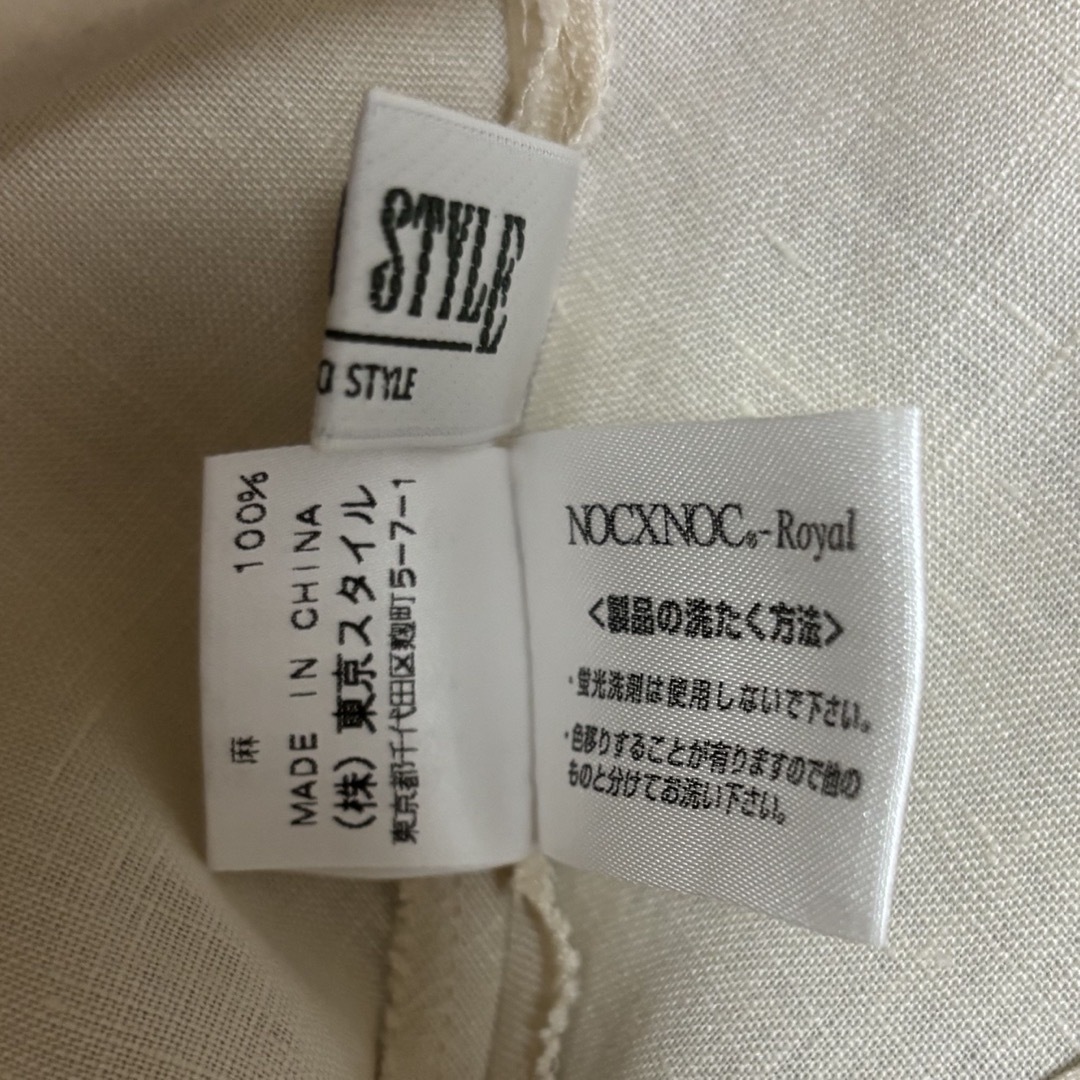 STYLE
STYLE
麻 100%
MADE IN CHINA
(株)東京スタイル
東京都千代田区麹町5-7-1
NOCXNOC®-Royal
<製品の洗たく方法>
・蛍光洗剤は使用しないで下さい。
・色移りすることが有りますので他の
ものと分けてお洗い下さい。